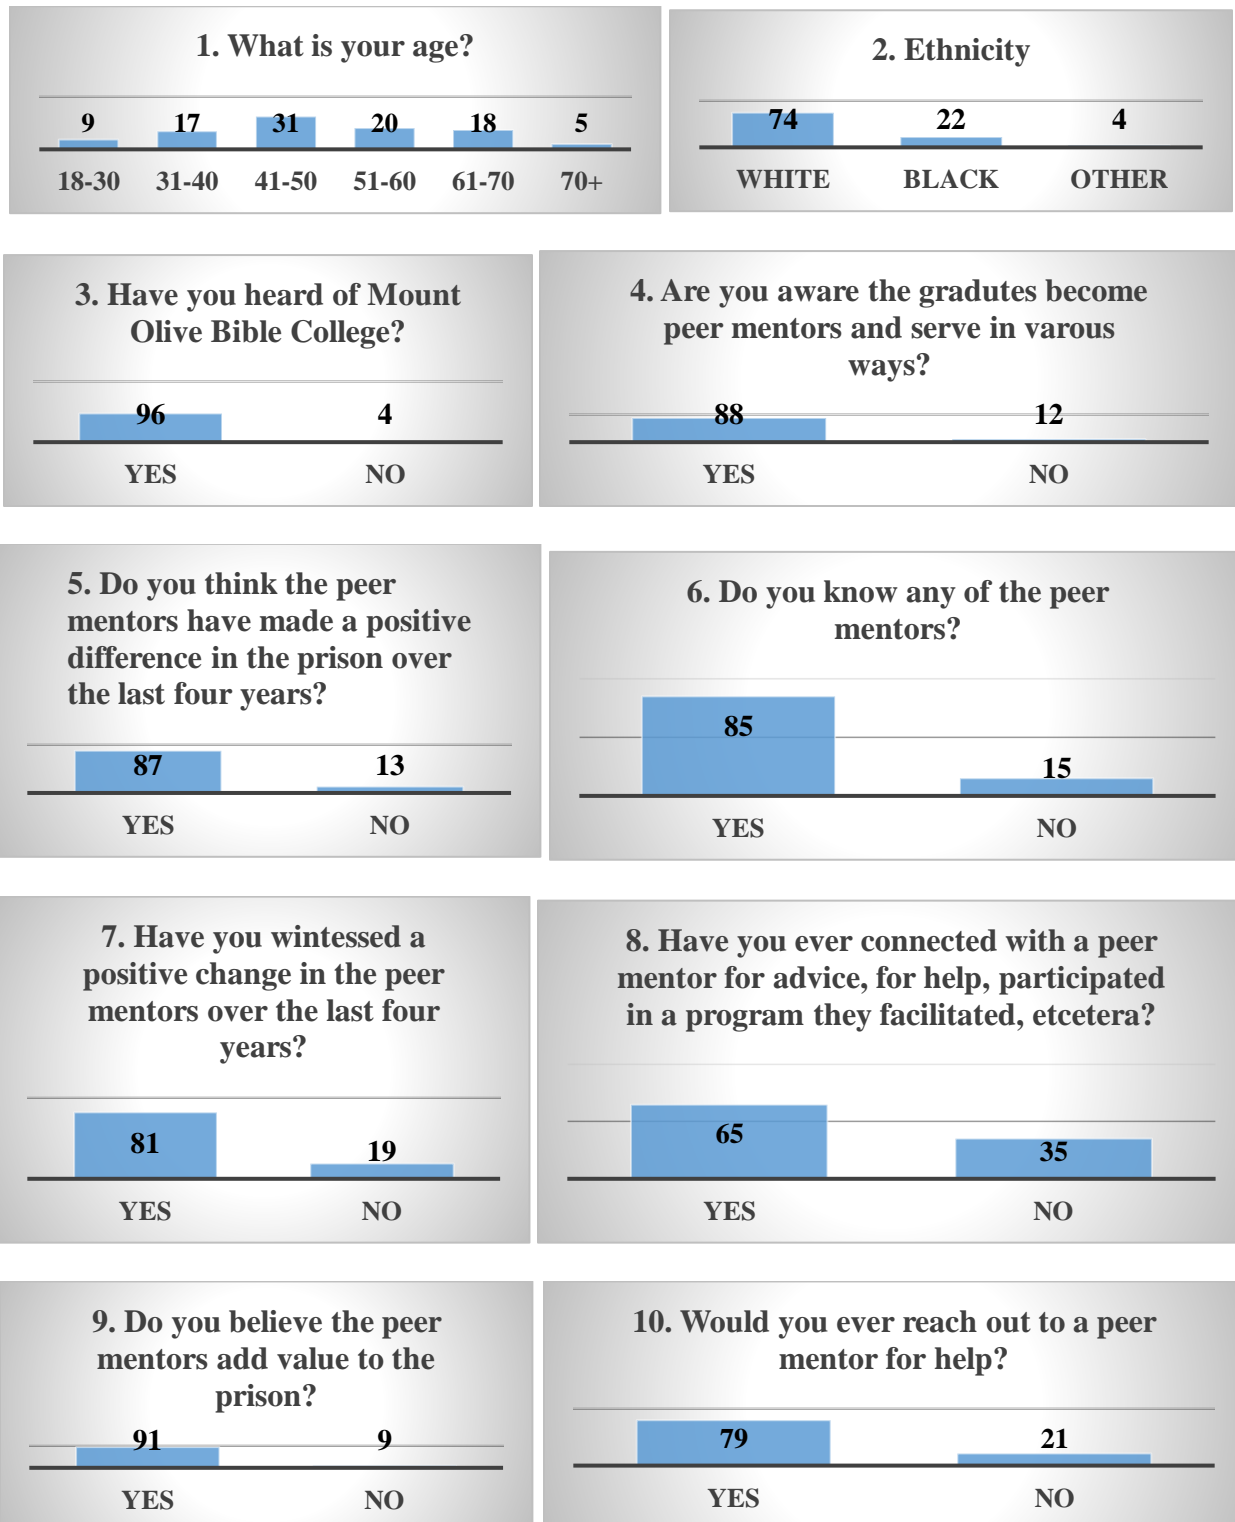 1. What is your age?
9 17 31 20 18 5
18-30 31-40 41-50 51-60 61-70 70+
2. Ethnicity
74 22 4
WHITE BLACK OTHER
3. Have you heard of Mount
Olive Bible College?
96 4
YES NO
4. Are you aware the gradutes become
peer mentors and serve in varous
ways?
88 12
YES NO
5. Do you think the peer
mentors have made a positive
difference in the prison over
the last four years?
87 13
YES NO
6. Do you know any of the peer
mentors?
85 15
YES NO
7. Have you wintessed a
positive change in the peer
mentors over the last four
years?
81 19
YES NO
8. Have you ever connected with a peer
mentor for advice, for help, participated
in a program they facilitated, etcetera?
65 35
YES NO
9. Do you believe the peer
mentors add value to the
prison?
91 9
YES NO
10. Would you ever reach out to a peer
mentor for help?
79 21
YES NO